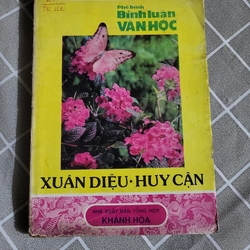 Phê bình
Bình luận
VĂN HỌC
XUÂN DIỆU · HUY CẬN
NHÀ XUẤT BẢN TỔNG HỢP
KHÁNH HÒA